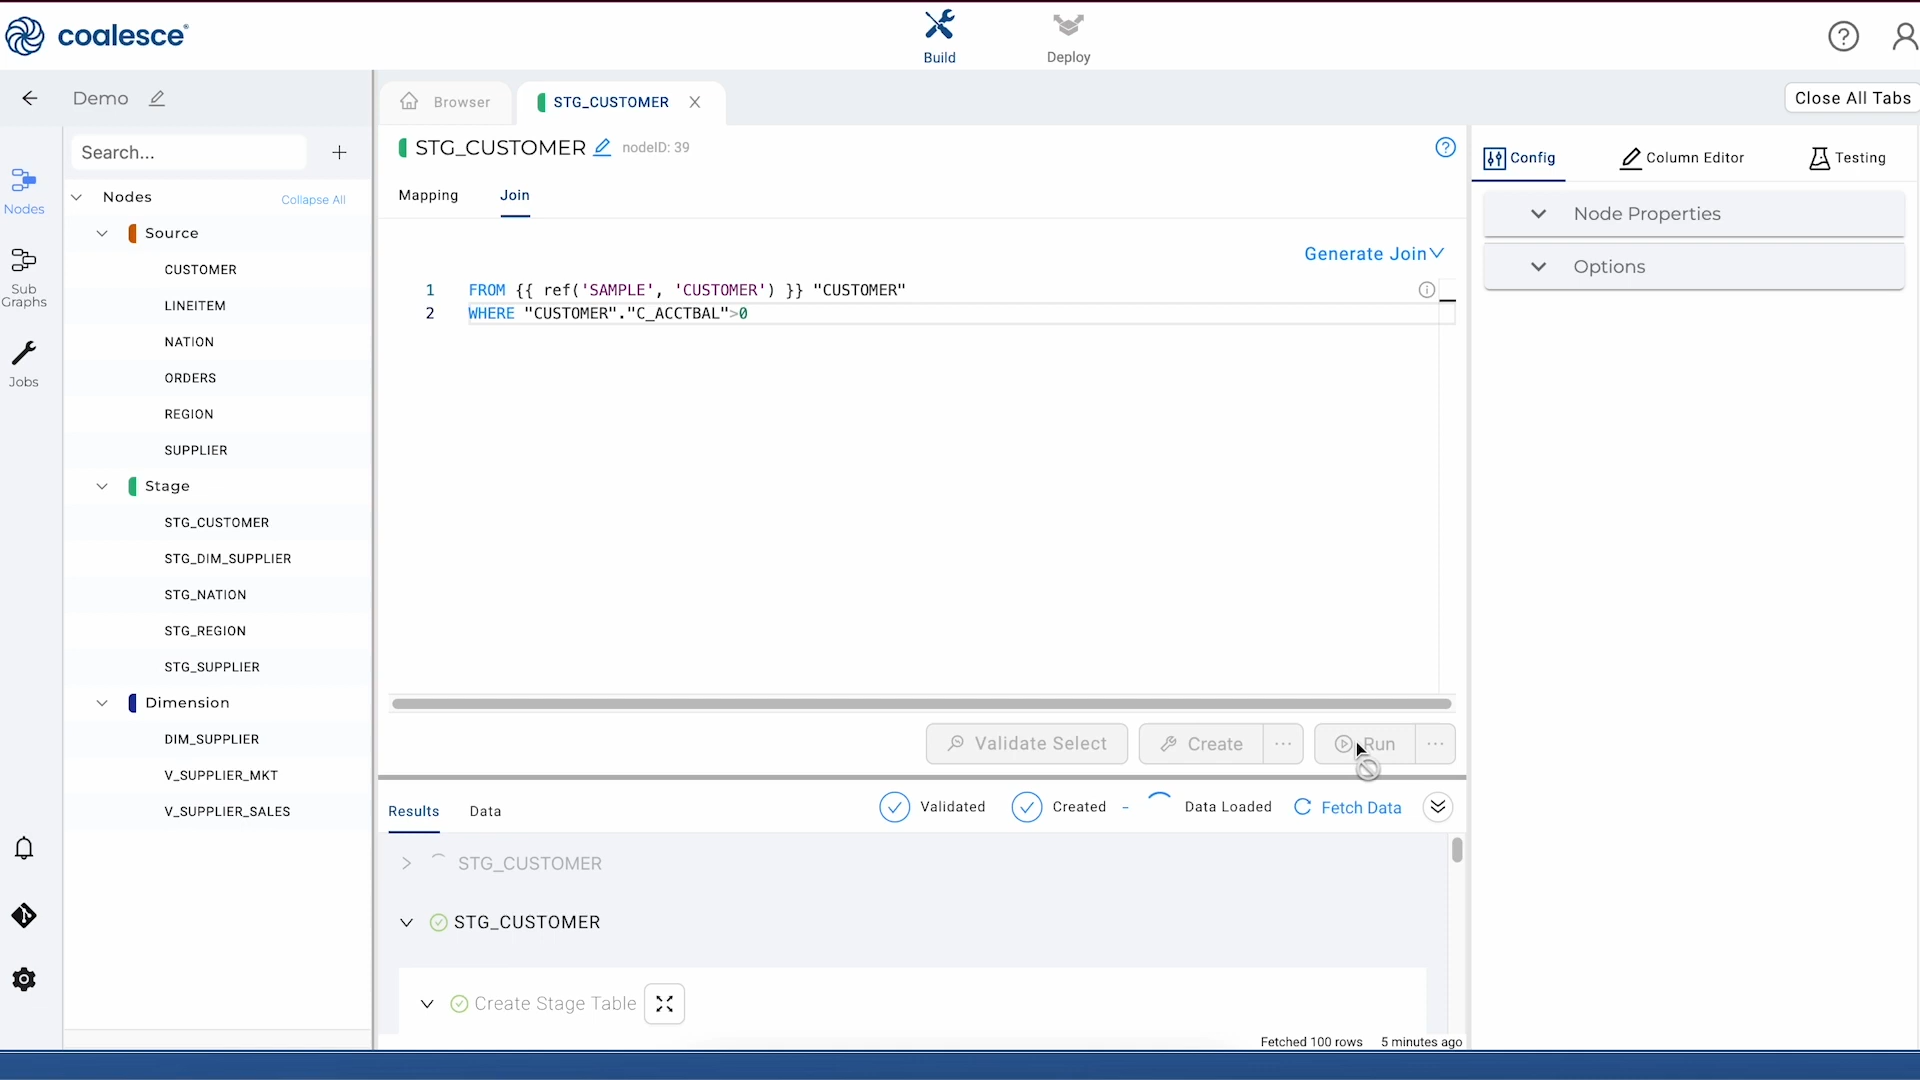 coalesce
Build
Deploy
Demo
Browser
STG_CUSTOMER
Close All Tabs
Search...
STG_CUSTOMER nodeID: 39
Config
Column Editor
Testing
Nodes
Sub Graphs
Jobs
Nodes
Collapse All
Source
CUSTOMER
LINEITEM
NATION
ORDERS
REGION
SUPPLIER
Stage
STG_CUSTOMER
STG_DIM_SUPPLIER
STG_NATION
STG_REGION
STG_SUPPLIER
Dimension
DIM_SUPPLIER
V_SUPPLIER_MKT
V_SUPPLIER_SALES
Mapping
Join
Node Properties
Options
Generate Join
1 FROM {{ ref('SAMPLE', 'CUSTOMER') }} "CUSTOMER"
2 WHERE "CUSTOMER"."C_ACCTBAL">0
Validate Select
Create
Run
Results
Data
Validated
Created
-
Data Loaded
Fetch Data
STG_CUSTOMER
STG_CUSTOMER
Create Stage Table
Fetched 100 rows 5 minutes ago